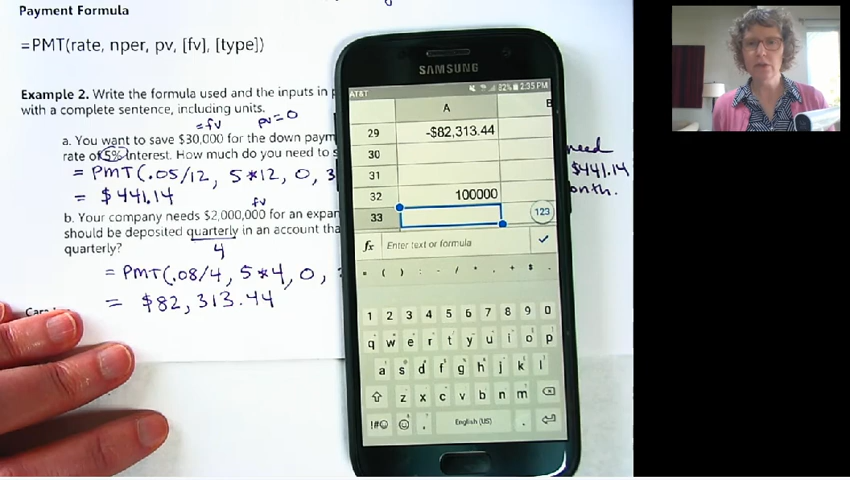 Payment Formula
=PMT(rate, nper, pv, [fv], [type])
Example 2. Write the formula used and the inputs in
with a complete sentence, including units.
=fv pv=0
a. You want to save $30,000 for the down
rate of 5% interest. How much do you need to
= PMT(.05/12, 5*12, 0, 3
= $441.14
need
$441.14
onth.
fv
b. Your company needs $2,000,000 for an
should be deposited quarterly in an account
quarterly?
4
= PMT(.08/4, 5*4, 0,
= $82,313.44
SAMSUNG
AT&T 82% 2:35 PM
A B
29 -$82,313.44
30
31
32 100000
33
123
fx Enter text or formula
= ( ) : - / * , + $ .
1 2 3 4 5 6 7 8 9 0
q w e r t y u i o p
a s d f g h j k l
z x c v b n m
!#☺ , English (US) .